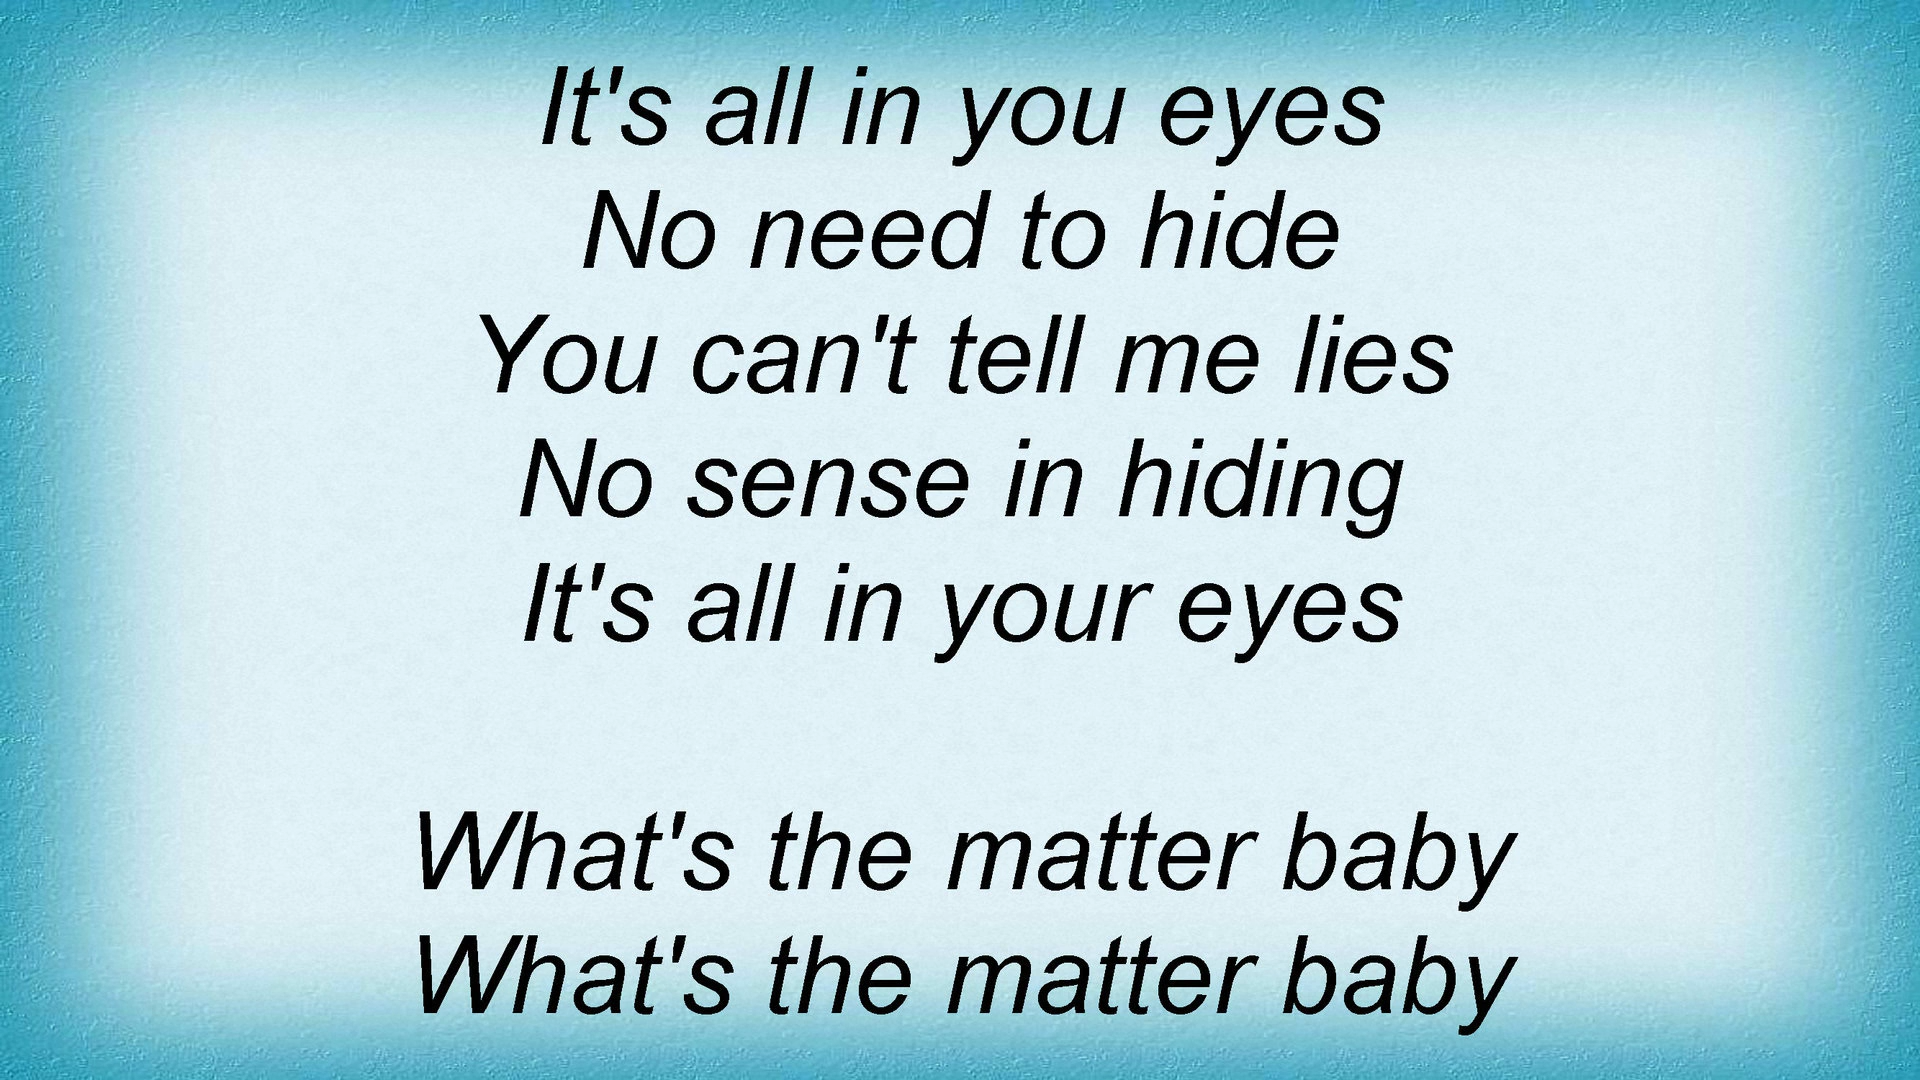 It's all in you eyes
No need to hide
You can't tell me lies
No sense in hiding
It's all in your eyes
What's the matter baby
What's the matter baby